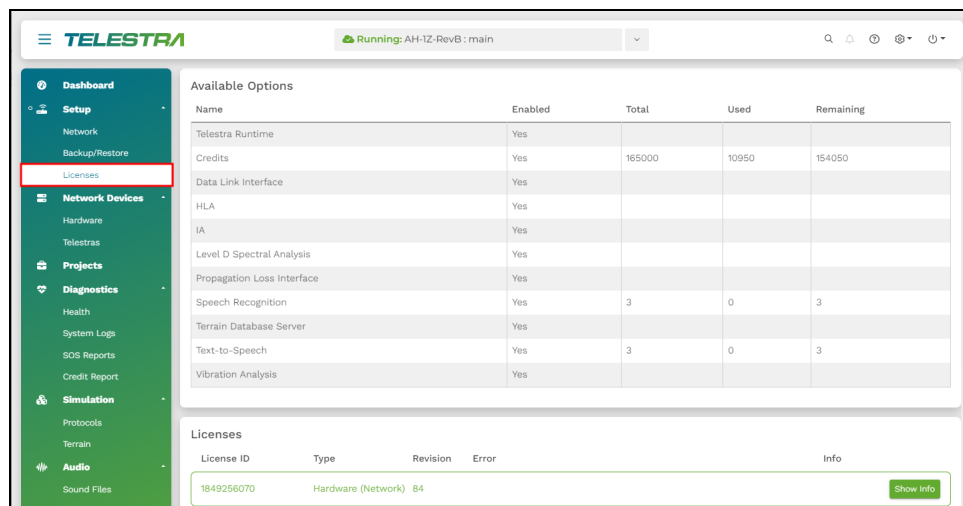 TELESTRA
Running: AH-1Z-RevB : main
Dashboard
Setup
Network
Backup/Restore
Licenses
Network Devices
Hardware
Telestras
Projects
Diagnostics
Health
System Logs
SOS Reports
Credit Report
Simulation
Protocols
Terrain
Audio
Sound Files
Available Options
Name Enabled Total Used Remaining
Telestra Runtime Yes
Credits Yes 165000 10950 154050
Data Link Interface Yes
HLA Yes
IA Yes
Level D Spectral Analysis Yes
Propagation Loss Interface Yes
Speech Recognition Yes 3 0 3
Terrain Database Server Yes
Text-to-Speech Yes 3 0 3
Vibration Analysis Yes
Licenses
License ID Type Revision Error Info
1849256070 Hardware (Network) 84 Show Info